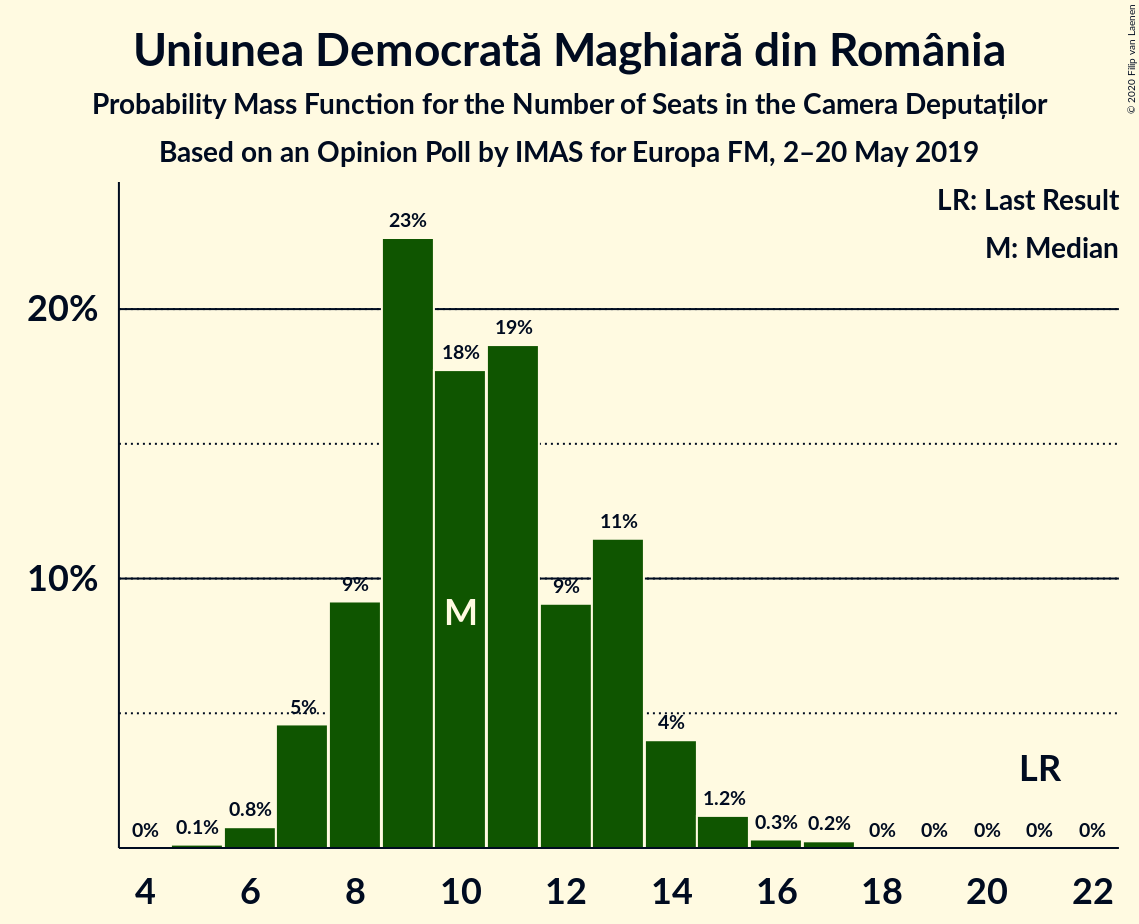 Uniunea Democrată Maghiară din România
Probability Mass Function for the Number of Seats in the Camera Deputaților
Based on an Opinion Poll by IMAS for Europa FM, 2–20 May 2019
© 2020 Filip van Laenen
LR: Last Result
M: Median
20%
10%
0%
0.1%
0.8%
5%
9%
23%
18%
19%
9%
11%
4%
1.2%
0.3%
0.2%
0%
0%
0%
0%
0%
M
LR
4 6 8 10 12 14 16 18 20 22